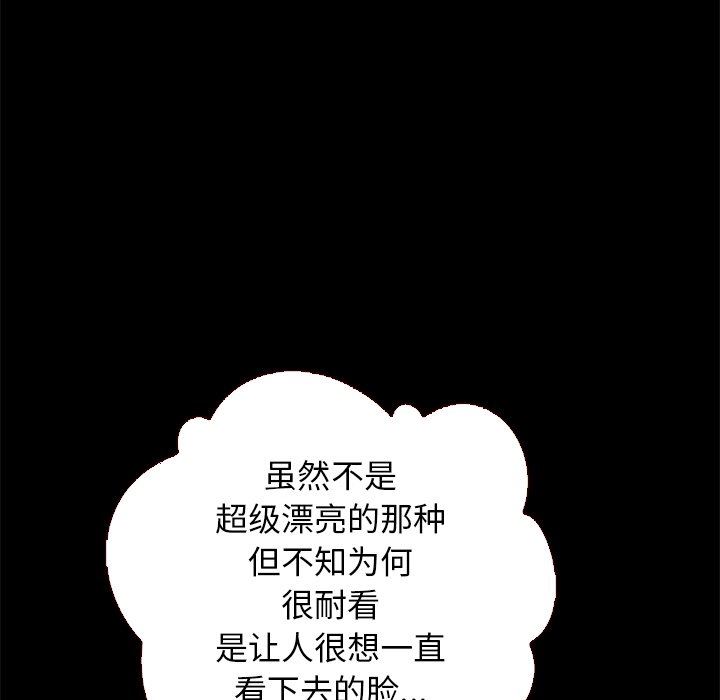 虽然不是
超级漂亮的那种
但不知为何
很耐看
是让人很想一直
看下去的脸...